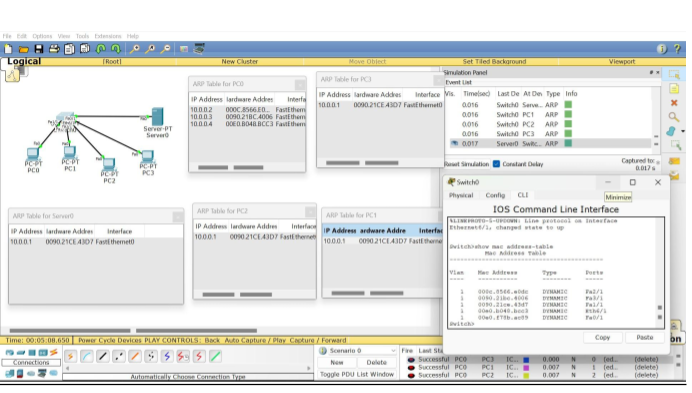 File Edit Options View Tools Extensions Help
Logical [Root] New Cluster Move Object Set Tiled Background Viewport
ARP Table for PC0
IP Address Hardware Addres Interfa
10.0.0.2 000C.8566.E0... FastEthern
10.0.0.3 0090.21BC.4006 FastEthern
10.0.0.4 00E0.B048.BCC3 FastEthern
ARP Table for PC3
IP Address Hardware Addres Interface
10.0.0.1 0090.21CE.43D7 FastEthernet0
Simulation Panel
Event List
Vis. Time(sec) Last De At Dev Type Info
0.016 Switch0 Serve... ARP
0.016 Switch0 PC1 ARP
0.016 Switch0 PC2 ARP
0.016 Switch0 PC3 ARP
0.017 Server0 Switc... ARP
Reset Simulation Constant Delay Captured to:
0.017 s
Server-PT
Server0
PC-PT
PC0
PC-PT
PC1
PC-PT
PC2
PC-PT
PC3
Switch0
Physical Config CLI
Minimize
IOS Command Line Interface
%LINEPROTO-5-UPDOWN: Line protocol on Interface
Ethernet6/1, changed state to up
Switch>show mac address-table
Mac Address Table
Vlan Mac Address Type Ports
1 000c.8566.e0dc DYNAMIC Fa2/1
1 0090.21bc.4006 DYNAMIC Fa3/1
1 0090.21ce.43d7 DYNAMIC Fa1/1
1 00e0.b048.bcc3 DYNAMIC Eth6/1
1 00e0.f78b.ac89 DYNAMIC Fa0/1
Switch>
Copy Paste
ARP Table for Server0
IP Address Hardware Addres Interface
10.0.0.1 0090.21CE.43D7 FastEthernet0
ARP Table for PC2
IP Address Hardware Addres Interface
10.0.0.1 0090.21CE.43D7 FastEthernet
ARP Table for PC1
IP Address ardware Addre Interfac
10.0.0.1 0090.21CE.43D7 FastEtherne
Time: 00:05:08.650 Power Cycle Devices PLAY CONTROLS: Back Auto Capture / Play Capture / Forward
Connections
Automatically Choose Connection Type
Scenario 0
New Delete
Toggle PDU List Window
Fire Last Sta
Successful PC0 PC3 IC... 0.000 N 0 (ed... (delete)
Successful PC0 PC1 IC... 0.007 N 1 (ed... (delete)
Successful PC0 PC2 IC... 0.007 N 2 (ed... (delete)